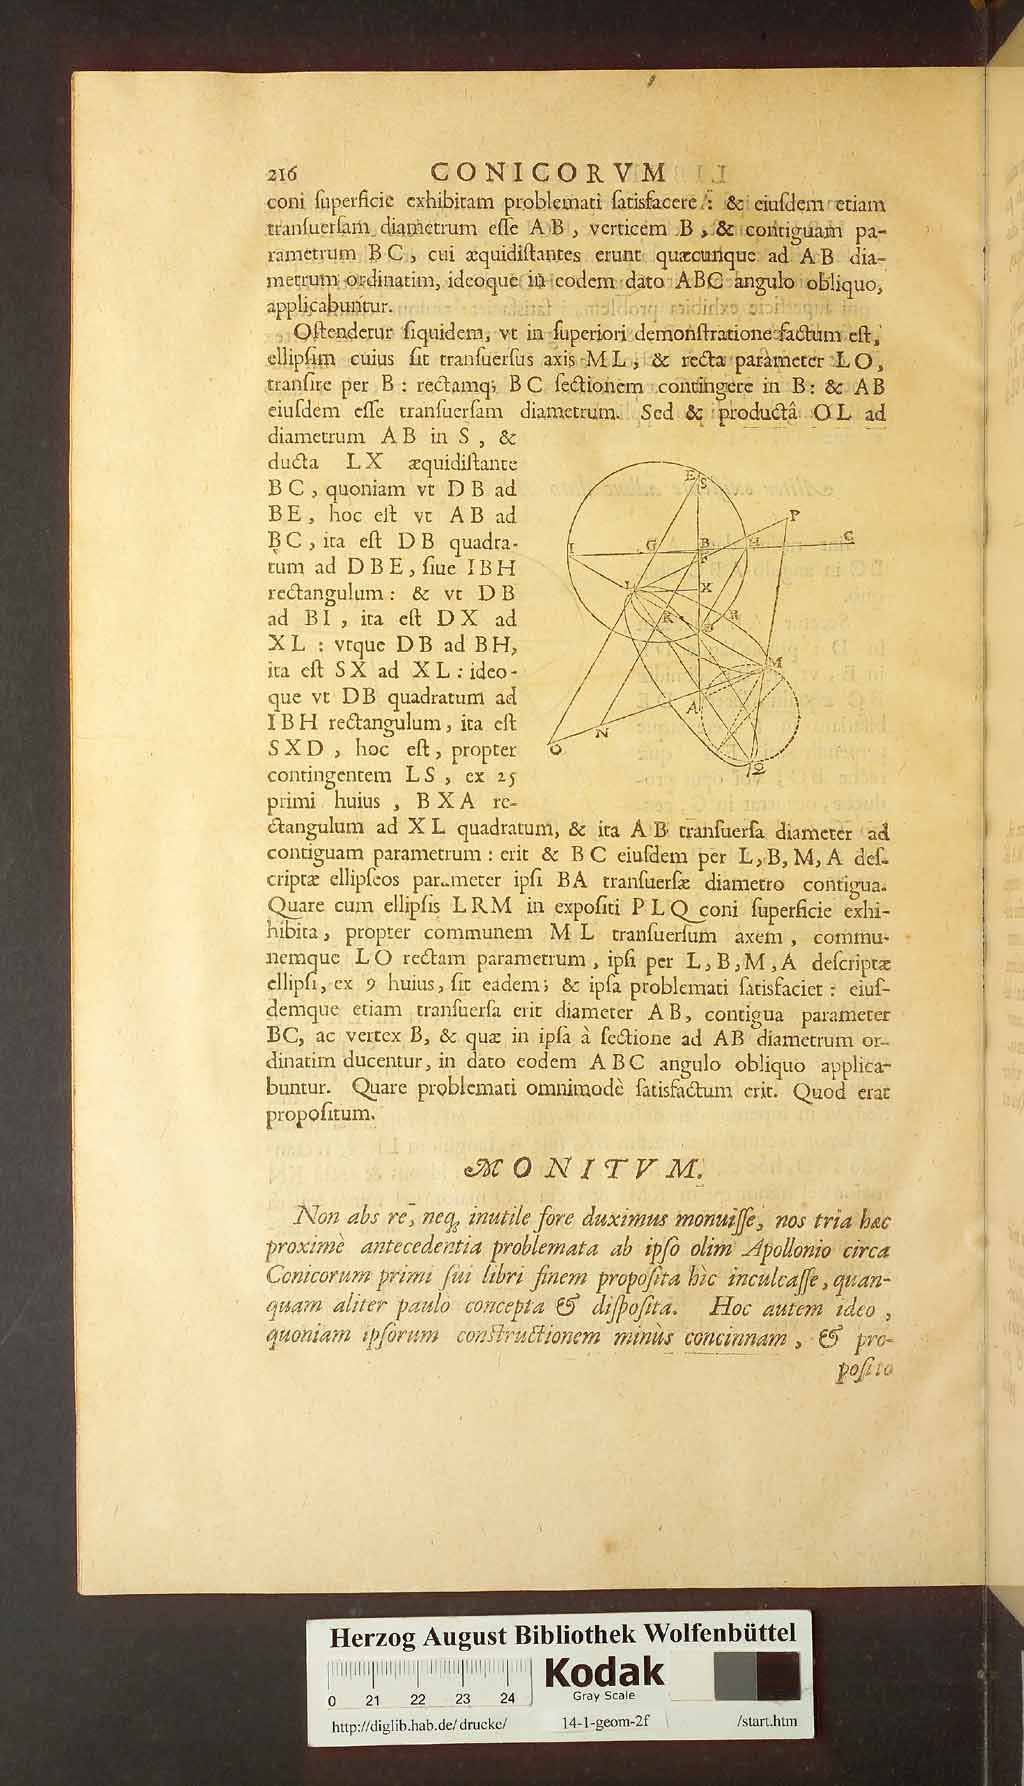 216 CONICORVM
coni ſuperficie exhibitam problemati ſatisfacere: & eiuſdem etiam
tranſuerſam diametrum eſſe AB, verticem B, & contiguam pa-
rametrum BC, cui æquidiſtantes erunt quæcunque ad AB dia-
metrum ordinatim, ideoque in eodem dato ABC angulo obliquo,
applicabuntur.
Oſtendetur ſiquidem, vt in ſuperiori demonſtratione factum eſt,
ellipſim cuius ſit tranſuerſus axis ML, & recta parameter LO,
tranſire per B: rectamq; BC ſectionem contingere in B: & AB
eiuſdem eſſe tranſuerſam diametrum. Sed & productâ OL ad
diametrum AB in S, &
ducta LX æquidiſtante
BC, quoniam vt DB ad
BE, hoc eſt vt AB ad
BC, ita eſt DB quadra-
tum ad DBE, ſiue IBH
rectangulum: & vt DB
ad BI, ita eſt DX ad
XL: vtque DB ad BH,
ita eſt SX ad XL: ideo-
que vt DB quadratum ad
IBH rectangulum, ita eſt
SXD, hoc eſt, propter
contingentem LS, ex 25
primi huius, BXA re-
ctangulum ad XL quadratum, & ita AB tranſuerſa diameter ad
contiguam parametrum: erit & BC eiuſdem per L, B, M, A deſ-
criptæ ellipſeos par..meter ipſi BA tranſuerſæ diametro contigua.
Quare cum ellipſis LRM in expoſiti PLQ coni ſuperficie exhi-
hibita, propter communem ML tranſuerſum axem, commu-
nemque LO rectam parametrum, ipſi per L, B, M, A deſcriptæ
ellipſi, ex 9 huius, ſit eadem; & ipſa problemati ſatisfaciet: eiuſ-
demque etiam tranſuerſa erit diameter AB, contigua parameter
BC, ac vertex B, & quæ in ipſa à ſectione ad AB diametrum or-
dinatim ducentur, in dato eodem ABC angulo obliquo applica-
buntur. Quare problemati omnimodè ſatisfactum erit. Quod erat
propoſitum.
E
S
P
I
G
B
H
C
F
L
X
K
R
D
M
A
N
O
Q
MONITVM.
Non abs re, neq; inutile fore duximus monuiſſe, nos tria hæc
proximè antecedentia problemata ab ipſo olim Apollonio circa
Conicorum primi ſui libri finem propoſita hìc inculcaſſe, quan-
quam aliter paulò concepta & diſpoſita. Hoc autem ideo,
quoniam ipſorum constructionem minùs concinnam, & pro-
poſito
Herzog August Bibliothek Wolfenbüttel
0 21 22 23 24
Kodak
Gray Scale
http://diglib.hab.de/drucke/ 14-1-geom-2f /start.htm